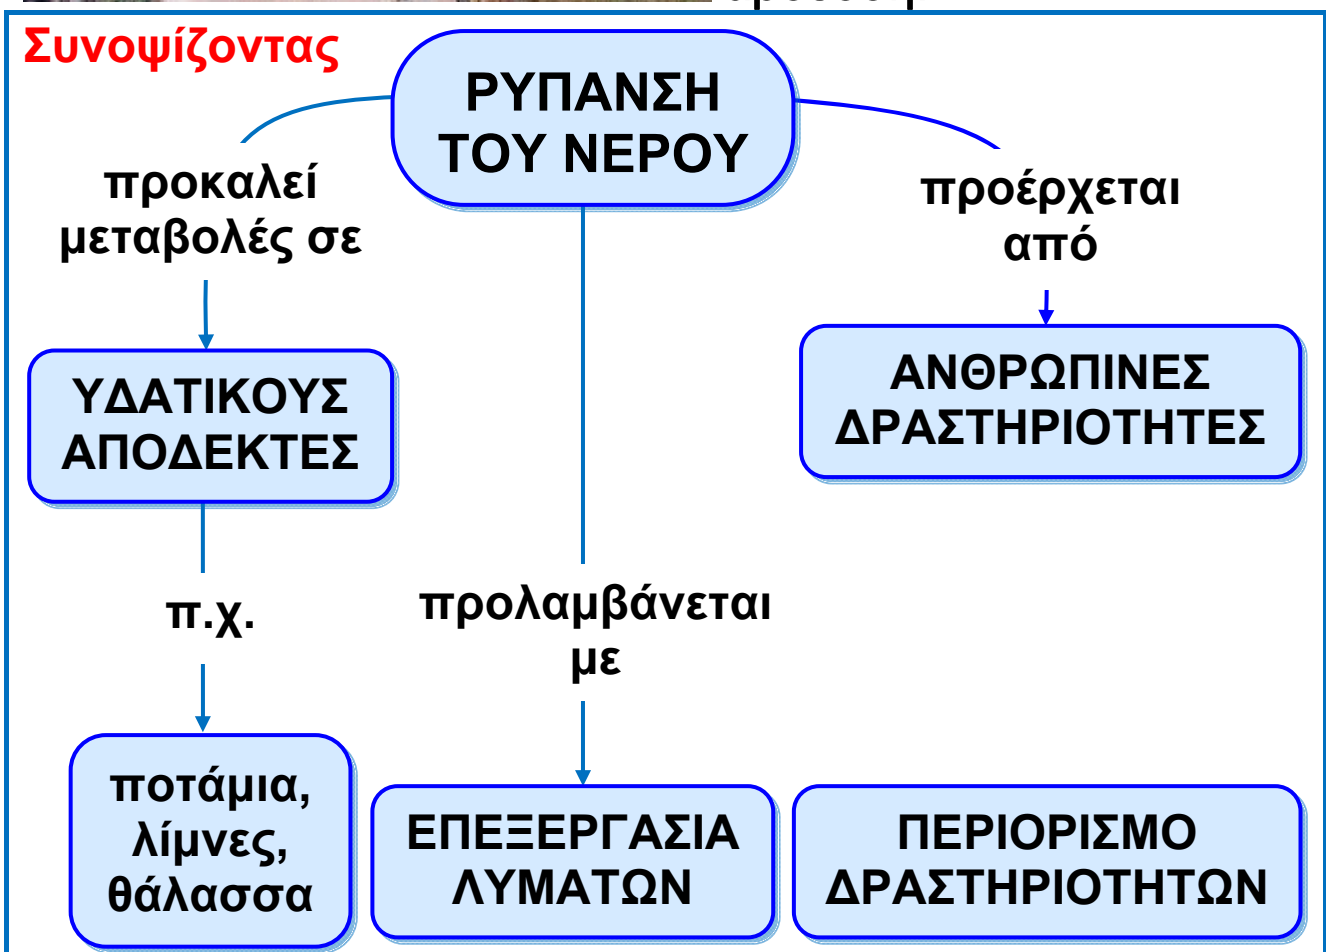 Συνοψίζοντας
ΡΥΠΑΝΣΗ
ΤΟΥ ΝΕΡΟΥ
προκαλεί
μεταβολές σε
προέρχεται
από
ΥΔΑΤΙΚΟΥΣ
ΑΠΟΔΕΚΤΕΣ
ΑΝΘΡΩΠΙΝΕΣ
ΔΡΑΣΤΗΡΙΟΤΗΤΕΣ
π.χ.
προλαμβάνεται
με
ποτάμια,
λίμνες,
θάλασσα
ΕΠΕΞΕΡΓΑΣΙΑ
ΛΥΜΑΤΩΝ
ΠΕΡΙΟΡΙΣΜΟ
ΔΡΑΣΤΗΡΙΟΤΗΤΩΝ